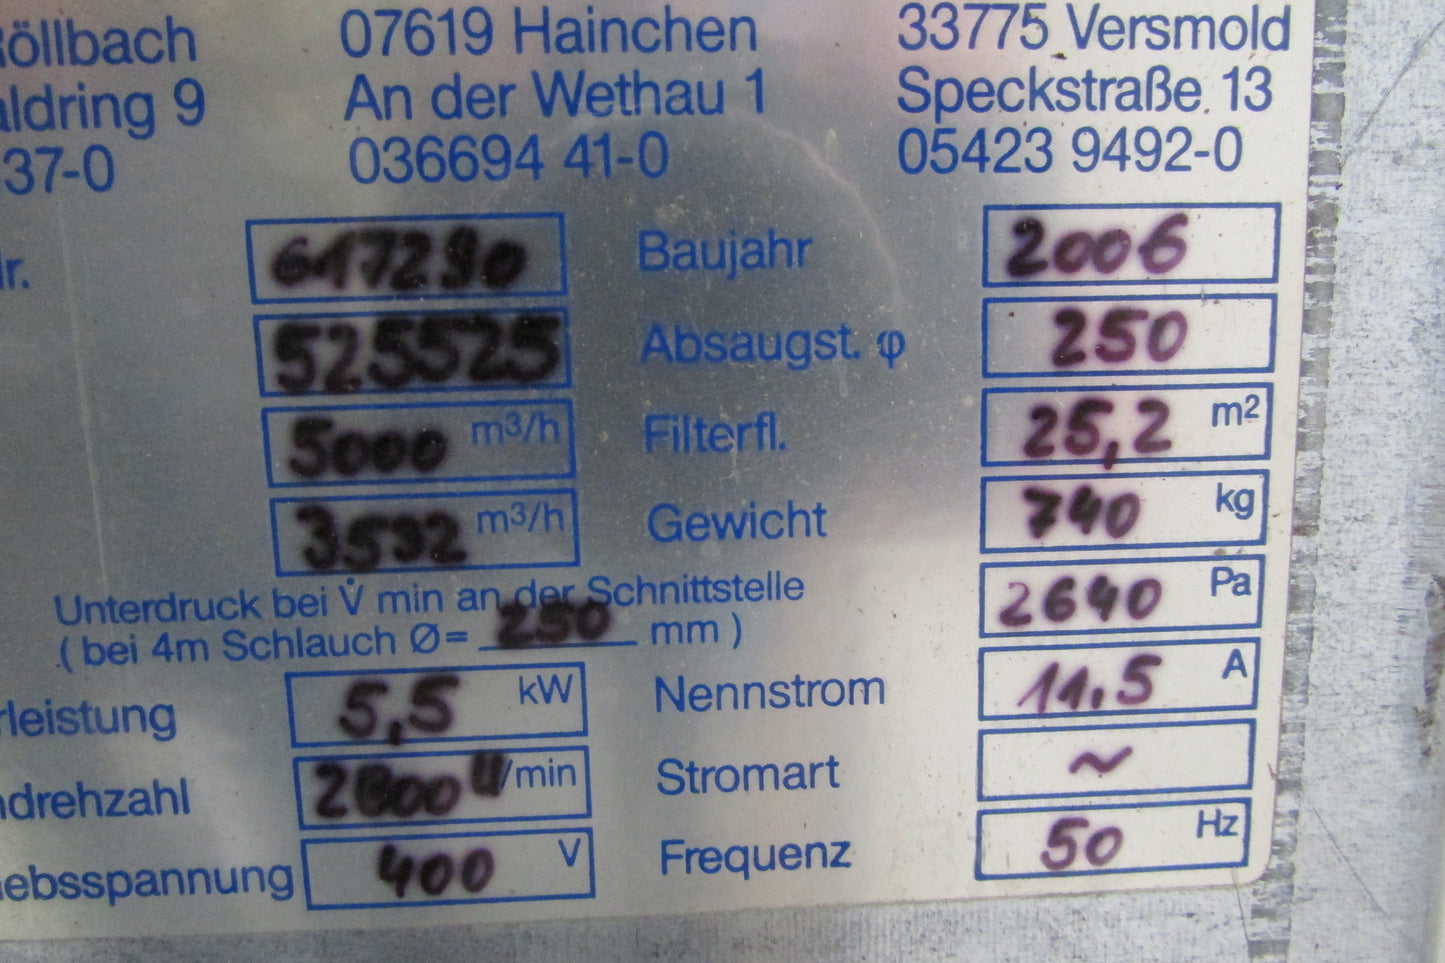 öllbach 07619 Hainchen 33775 Versmold
aldring 9 An der Wethau 1 Speckstraße 13
37-0 036694 41-0 05423 9492-0
r. 617290 Baujahr 2006
525525 Absaugst. φ 250
5000 m³/h Filterfl. 25,2 m²
3532 m³/h Gewicht 740 kg
Unterdruck bei V̇ min an der Schnittstelle 2640 Pa
( bei 4m Schlauch Ø= 250 mm )
rleistung 5,5 kW Nennstrom 11,5 A
drehzahl 2800 U/min Stromart ~
ebsspannung 400 V Frequenz 50 Hz